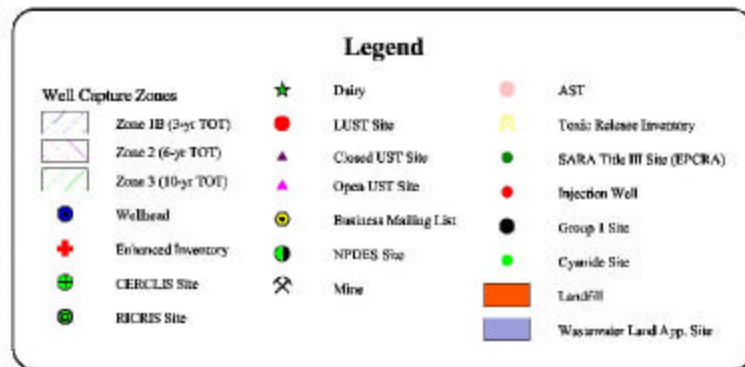 Legend
Well Capture Zones
Zone 1B (3-yr TOT)
Zone 2 (6-yr TOT)
Zone 3 (10-yr TOT)
Wellhead
Enhanced Inventory
CERCLIS Site
RICRIS Site
Dairy
LUST Site
Closed UST Site
Open UST Site
Business Mailing List
NPDES Site
Mine
AST
Toxic Release Inventory
SARA Title III Site (EPCRA)
Injection Well
Group 1 Site
Cyanide Site
Landfill
Wastewater Land App. Site